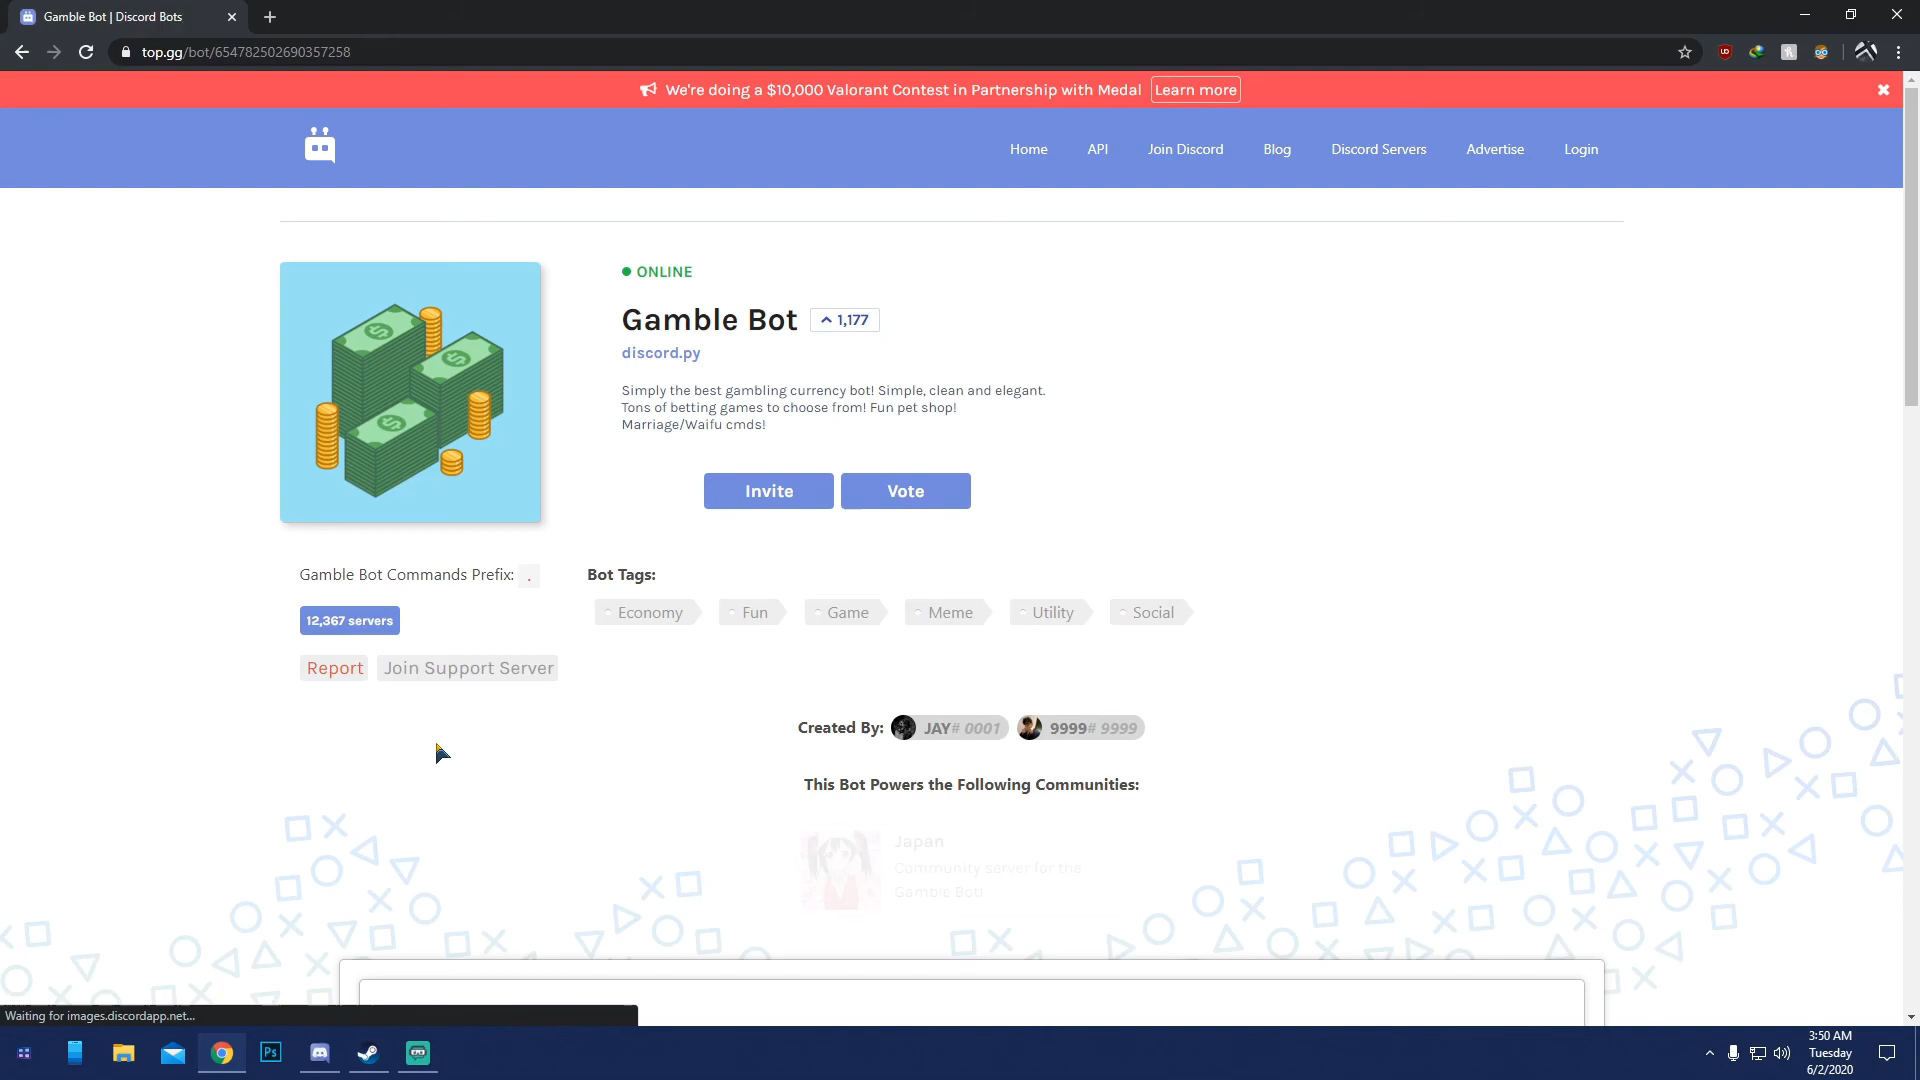 Gamble Bot | Discord Bots
top.gg/bot/654782502690357258
We're doing a $10,000 Valorant Contest in Partnership with Medal Learn more
Home API Join Discord Blog Discord Servers Advertise Login
ONLINE
Gamble Bot 1,177
discord.py
Simply the best gambling currency bot! Simple, clean and elegant.
Tons of betting games to choose from! Fun pet shop!
Marriage/Waifu cmds!
Invite Vote
Gamble Bot Commands Prefix: .
Bot Tags:
Economy Fun Game Meme Utility Social
12,367 servers
Report Join Support Server
Created By: JAY# 0001 9999# 9999
This Bot Powers the Following Communities:
Japan
Community server for the
Gamble Bot!
Waiting for images.discordapp.net...
Ps
3:50 AM
Tuesday
6/2/2020